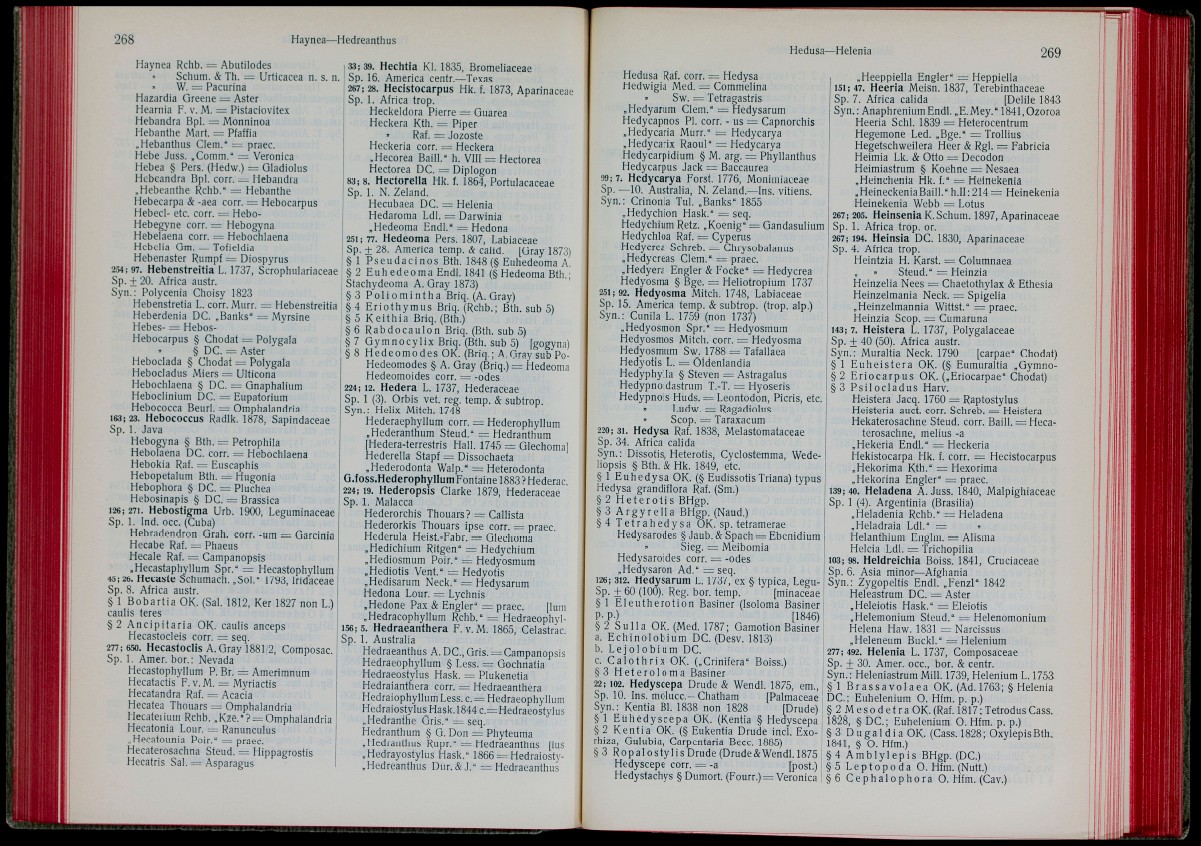 268
Haynea—Hedreanthus
Haynea Rchb. = Abutilodes
" Schum. & Th. = Urticacea n. s. n.
" W. = Pacurina
Hazardia Greene = Aster
Hearnia F. v. M. = Pistaciovitex
Hebandra Bpl. = Monninoa
Hebanthe Mart. = Pfaffia
„Hebanthus Clem.“ = praec.
Hebe Juss. „Comm.“ = Veronica
Hebea § Pers. (Hedw.) = Gladiolus
Hebeandra Bpl. corr. = Hebandra
„Hebeanthe Rchb.“ = Hebanthe
Hebecarpa & -aea corr. = Hebocarpus
Hebecl- etc. corr. = Hebo-
Hebegyne corr. = Hebogyna
Hebelaena corr. = Hebochlaena
Hebelia Gm. = Tofieldia
Hebenaster Rumpf = Diospyrus
254; 97. Hebenstreitia L. 1737, Scrophulariaceae
Sp. ± 20. Africa austr.
Syn.: Polycenia Choisy 1823
Hebenstretia L. corr. Murr. = Hebenstreitia
Heberdenia DC. „Banks“ = Myrsine
Hebes- = Hebos-
Hebocarpus § Chodat = Polygala
" § DC. = Aster
Heboclada § Chodat = Polygala
Hebocladus Miers = Ulticona
Hebochlaena § DC. = Gnaphalium
Heboclinium DC. = Eupatorium
Hebococca Beurl. = Omphalandria
163; 23. Hebococcus Radlk. 1878, Sapindaceae
Sp. 1. Java
Hebogyna § Bth. = Petrophila
Hebolaena DC. corr. = Hebochlaena
Hebokia Raf. = Euscaphis
Hebopetalum Bth. = Hugonia
Hebophora § DC. = Pluchea
Hebosinapis § DC. = Brassica
126; 271. Hebostigma Urb. 1900, Leguminaceae
Sp. 1. Ind. occ. (Cuba)
Hebradendron Grah. corr. -um = Garcinia
Hecabe Raf. = Phaeus
Hecale Raf. = Campanopsis
„Hecastaphyllum Spr.“ = Hecastophyllum
45; 26. Hecaste Schumach. „Sol.“ 1793, Iridaceae
Sp. 8. Africa austr.
§ 1 Bobartia OK. (Sal. 1812, Ker 1827 non L.)
caulis teres
§ 2 Ancipitaria OK. caulis anceps
Hecastocleis corr. = seq.
277; 650. Hecastoclis A. Gray 1881/2, Composac.
Sp. 1. Amer. bor.: Nevada
Hecastophyllum P. Br. = Amerimnum
Hecatactis F. v. M. = Myriactis
Hecatandra Raf. = Acacia
Hecatea Thouars = Omphalandria
Hecaterium Rchb. „Kze.“? = Omphalandria
Hecatonia Lour. = Ranunculus
„Hecatounia Poir.“ = praec.
Hecaterosachna Steud. = Hippagrostis
Hecatris Sal. = Asparagus
33; 39. Hechtia Kl. 1835, Bromeliaceae
Sp. 16. America centr.—Texas
267; 28. Hecistocarpus Hk. f. 1873, Aparinaceae
Sp. 1. Africa trop.
Heckeldora Pierre = Guarea
Heckera Kth. = Piper
" Raf. = Jozoste
Heckeria corr. = Heckera
„Hecorea Baill.“ h. VIII = Hectorea
Hectorea DC. = Diplogon
83; 8. Hectorella Hk. f. 1864, Portulacaceae
Sp. 1. N. Zeland.
Hecubaea DC. = Helenia
Hedaroma Ldl. = Darwinia
„Hedeoma Endl.“ = Hedona
251; 77. Hedeoma Pers. 1807, Labiaceae
Sp. ± 28. America temp. & calid. [Gray 1873)
§ 1 Pseudacinos Bth. 1848 (§ Euhedeoma A.
§ 2 Euhedeoma Endl. 1841 (§ Hedeoma Bth.;
Stachydeoma A. Gray 1873)
§ 3 Poliomintha Briq. (A. Gray)
§ 4 Eriothymus Briq. (Rchb.; Bth. sub 5)
§ 5 Keithia Briq. (Bth.)
§ 6 Rabdocaulon Briq. (Bth. sub 5)
§ 7 Gymnocylix Briq. (Bth. sub 5) [gogyna)
§ 8 Hedeomodes OK. (Briq.; A. Gray sub Po-
Hedeomodes § A. Gray (Briq.) = Hedeoma
Hedeomoides corr. = -odes
224; 12. Hedera L. 1737, Hederaceae
Sp. 1 (3). Orbis vet. reg. temp. & subtrop.
Syn.: Helix Mitch. 1748
Hederaephyllum corr. = Hederophyllum
„Hederanthum Steud.“ = Hedranthum
[Hedera-terrestris Hall. 1745 = Glechoma]
Hederella Stapf = Dissochaeta
„Hederodonta Walp.“ = Heterodonta
G. foss. Hederophyllum Fontaine 1883? Hederac.
224; 19. Hederopsis Clarke 1879, Hederaceae
Sp. 1. Malacca
Hederorchis Thouars? = Callista
Hederorkis Thouars ipse corr. = praec.
Hederula Heist.-Fabr. = Glechoma
„Hedichium Ritgen“ = Hedychium
„Hediosmum Poir.“ = Hedyosmum
„Hediotis Vent.“ = Hedyotis
„Hedisarum Neck.“ = Hedysarum
Hedona Lour. = Lychnis
„Hedone Pax & Engler“ = praec. [lum
„Hedracophyllum Rchb.“ = Hedraeophyl-
156; 5. Hedraeanthera F. v. M. 1865, Celastrac.
Sp. 1. Australia
Hedraeanthus A. DC., Gris. = Campanopsis
Hedraeophyllum § Less. = Gochnatia
Hedraeostylus Hask. = Plukenetia
Hedraianthera corr. = Hedraeanthera
Hedraiophyllum Less. c. = Hedraeophyllum
Hedraiostylus Hask. 1844 c. = Hedraeostylus
„Hedranthe Gris.“ = seq.
Hedranthum § G. Don = Phyteuma
„Hedranthus Rupr.“ = Hedraeanthus [lus
„Hedrayostylus Hask.“ 1866 = Hedraiosty-
„Hedreanthus Dur. & J.“ = Hedraeanthus
Hedusa—Helenia
269
Hedusa Raf. corr. = Hedysa
Hedwigia Med. = Commelina
" Sw. = Tetragastris
„Hedyarum Clem.“ = Hedysarum
Hedycapnos Pl. corr. - us = Capnorchis
„Hedycaria Murr.“ = Hedycarya
„Hedycarix Raoul“ = Hedycarya
Hedycarpidium § M. arg. = Phyllanthus
Hedycarpus Jack = Baccaurea
99; 7. Hedycarya Forst. 1776, Monimiaceae
Sp. —10. Australia, N. Zeland.—Ins. vitiens.
Syn.: Crinonia Tul. „Banks“ 1855
„Hedychion Hask.“ = seq.
Hedychium Retz. „Koenig“ = Gandasulium
Hedychloa Raf. = Cyperus
Hedycrea Schreb. = Chrysobalanus
„Hedycreas Clem.“ = praec.
„Hedyera Engler & Focke“ = Hedycrea
Hedyosma § Bge. = Heliotropium 1737
251; 92. Hedyosma Mitch. 1748, Labiaceae
Sp. 15. America temp. & subtrop. (trop. alp.)
Syn.: Cunila L. 1759 (non 1737)
„Hedyosmon Spr.“ = Hedyosmum
Hedyosmos Mitch. corr. = Hedyosma
Hedyosmum Sw. 1788 = Tafallaea
Hedyotis L. = Oldenlandia
Hedyphylla § Steven = Astragalus
Hedypnoidastrum T.-T. = Hyoseris
Hedypnois Huds. = Leontodon, Picris, etc.
" Ludw. = Ragadiolus
" Scop. = Taraxacum
220; 31. Hedysa Raf. 1838, Melastomataceae
Sp. 34. Africa calida
Syn.: Dissotis, Heterotis, Cyclostemma, Wede-
liopsis § Bth. & Hk. 1849, etc.
§ 1 Euhedysa OK. (§ Eudissotis Triana) typus
Hedysa grandiflora Raf. (Sm.)
§ 2 Heterotis BHgp.
§ 3 Argyrella BHgp. (Naud.)
§ 4 Tetrahedysa OK. sp. tetramerae
Hedysarodes § Jaub. & Spach = Ebenidium
" Sieg. = Meibomia
Hedysaroides corr. = -odes
„Hedysaron Ad.“ = seq.
126; 312. Hedysarum L. 1737, ex § typica, Legu-
Sp. ± 60 (100). Reg. bor. temp. [minaceae
§ 1 Eleutherotion Basiner (Isoloma Basiner
p. p.) [1846)
§ 2 Sulla OK. (Med. 1787; Gamotion Basiner
a. Echinolobium DC. (Desv. 1813)
b. Lejolobium DC.
c. Calothrix OK. („Crinifera“ Boiss.)
§ 3 Heteroloma Basiner
22; 102. Hedyscepa Drude & Wendl. 1875, em.,
Sp. 10. Ins. molucc.—Chatham [Palmaceae
Syn.: Kentia Bl. 1838 non 1828 [Drude)
§ 1 Euhedyscepa OK. (Kentia § Hedyscepa
§ 2 Kentia OK. (§ Eukentia Drude incl. Exo-
rhiza, Gulubia, Carpentaria Becc. 1885)
§ 3 Ropalostylis Drude (Drude & Wendl. 1875
Hedyscepe corr. = -a [post.)
Hedystachys § Dumort. (Fourr.) = Veronica
„Heeppiella Engler“ = Heppiella
151; 47. Heeria Meisn. 1837, Terebinthaceae
Sp. 7. Africa calida [Delile 1843
Syn.: Anaphrenium Endl. „E. Mey.“ 1841, Ozoroa
Heeria Schl. 1839 = Heterocentrum
Hegemone Led. „Bge.“ = Trollius
Hegetschweilera Heer & Rgl. = Fabricia
Heimia Lk. & Otto = Decodon
Heimiastrum § Koehne = Nesaea
„Heinchenia Hk. f.“ = Heinekenia
„Heineckenia Baill.“ h.II: 214 = Heinekenia
Heinekenia Webb = Lotus
267; 205. Heinsenia K. Schum. 1897, Aparinaceae
Sp. 1. Africa trop. or.
267; 194. Heinsia DC. 1830, Aparinaceae
Sp. 4. Africa trop.
Heintzia H. Karst. = Columnaea
„ " Steud.“ = Heinzia
Heinzelia Nees = Chaetothylax & Ethesia
Heinzelmania Neck. = Spigelia
„Heinzelmannia Wittst.“ = praec.
Heinzia Scop. = Cumaruna
143; 7. Heistera L. 1737, Polygalaceae
Sp. ± 40 (50). Africa austr.
Syn.: Muraltia Neck. 1790 [carpae“ Chodat)
§ 1 Euheistera OK. (§ Eumuraltia „Gymno-
§ 2 Eriocarpus OK. („Eriocarpae“ Chodat)
§ 3 Psilocladus Harv.
Heistera Jacq. 1760 = Raptostylus
Heisteria auct. corr. Schreb. = Heistera
Hekaterosachne Steud. corr. Baill. = Heca-
terosachne, melius -a
„Hekeria Endl.“ = Heckeria
Hekistocarpa Hk. f. corr. = Hecistocarpus
„Hekorima Kth.“ = Hexorima
„Hekorina Engler“ = praec.
139; 40. Heladena A. Juss. 1840, Malpighiaceae
Sp. 1 (4). Argentinia (Brasilia)
„Heladenia Rchb.“ = Heladena
„Heladraia Ldl.“ = "
Helanthium Englm. = Alisma
Helcia Ldl. = Trichopilia
103; 98. Heldreichia Boiss. 1841, Cruciaceae
Sp. 6. Asia minor—Afghania
Syn.: Zygopeltis Endl. „Fenzl“ 1842
Heleastrum DC. = Aster
„Heleiotis Hask.“ = Eleiotis
„Helemonium Steud.“ = Helenomonium
Helena Haw. 1831 = Narcissus
„Heleneum Buckl.“ = Helenium
277; 492. Helenia L. 1737, Composaceae
Sp. ± 30. Amer. occ., bor. & centr.
Syn.: Heleniastrum Mill. 1739, Helenium L. 1753
§ 1 Brassavolaea OK. (Ad. 1763; § Helenia
DC.; Euhelenium O. Hfm. p. p.)
§ 2 Mesodetra OK. (Raf. 1817; Tetrodus Cass.
1828, § DC.; Euhelenium O. Hfm. p. p.)
§ 3 Dugaldia OK. (Cass. 1828; Oxylepis Bth.
1841, § O. Hfm.)
§ 4 Amblylepis BHgp. (DC.)
§ 5 Leptopoda O. Hfm. (Nutt.)
§ 6 Cephalophora O. Hfm. (Cav.)